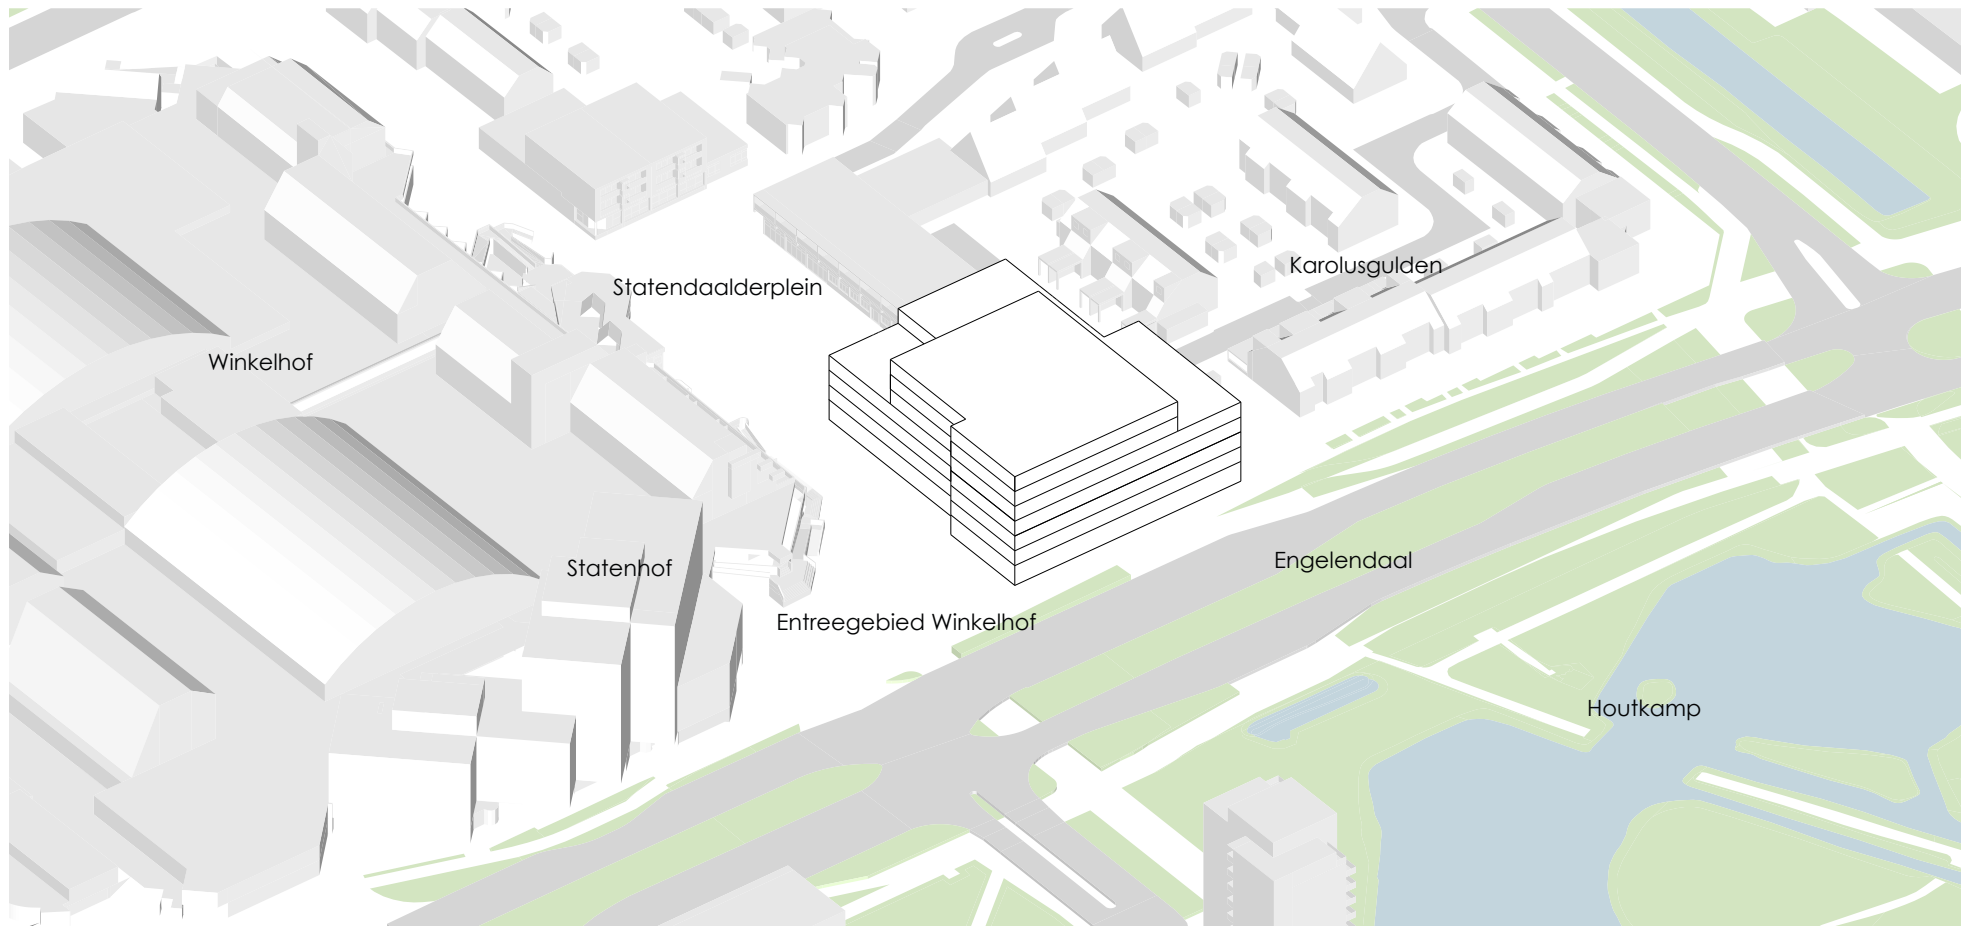 Karolusgulden
Statendaalderplein
Winkelhof
Engelendaal
Statenhof
Entreegebied Winkelhof
Houtkamp